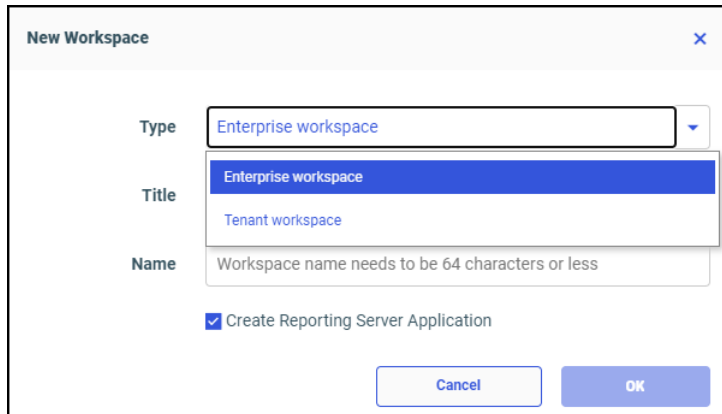 New Workspace
Type
Enterprise workspace
Enterprise workspace
Title
Tenant workspace
Name
Workspace name needs to be 64 characters or less
Create Reporting Server Application
Cancel
OK